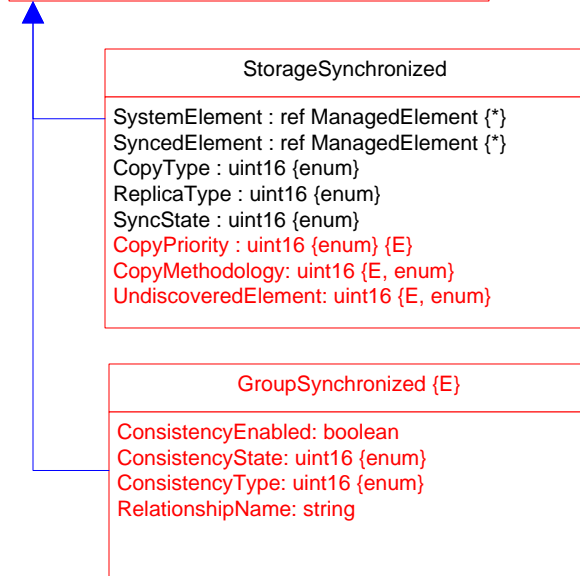 StorageSynchronized
SystemElement : ref ManagedElement {*}
SyncedElement : ref ManagedElement {*}
CopyType : uint16 {enum}
ReplicaType : uint16 {enum}
SyncState : uint16 {enum}
CopyPriority : uint16 {enum} {E}
CopyMethodology: uint16 {E, enum}
UndiscoveredElement: uint16 {E, enum}
GroupSynchronized {E}
ConsistencyEnabled: boolean
ConsistencyState: uint16 {enum}
ConsistencyType: uint16 {enum}
RelationshipName: string